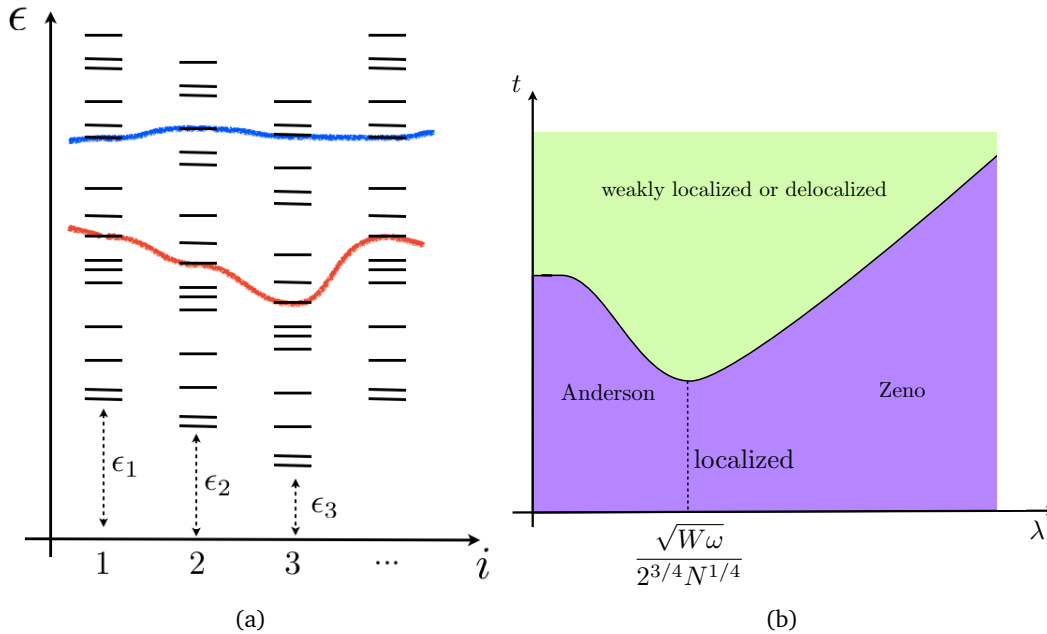 ϵ
ϵ₁
ϵ₂
ϵ₃
1 2 3 ... i
(a)
t
weakly localized or delocalized
Anderson
Zeno
localized
λ
√Wω
2^{3/4}N^{1/4}
(b)